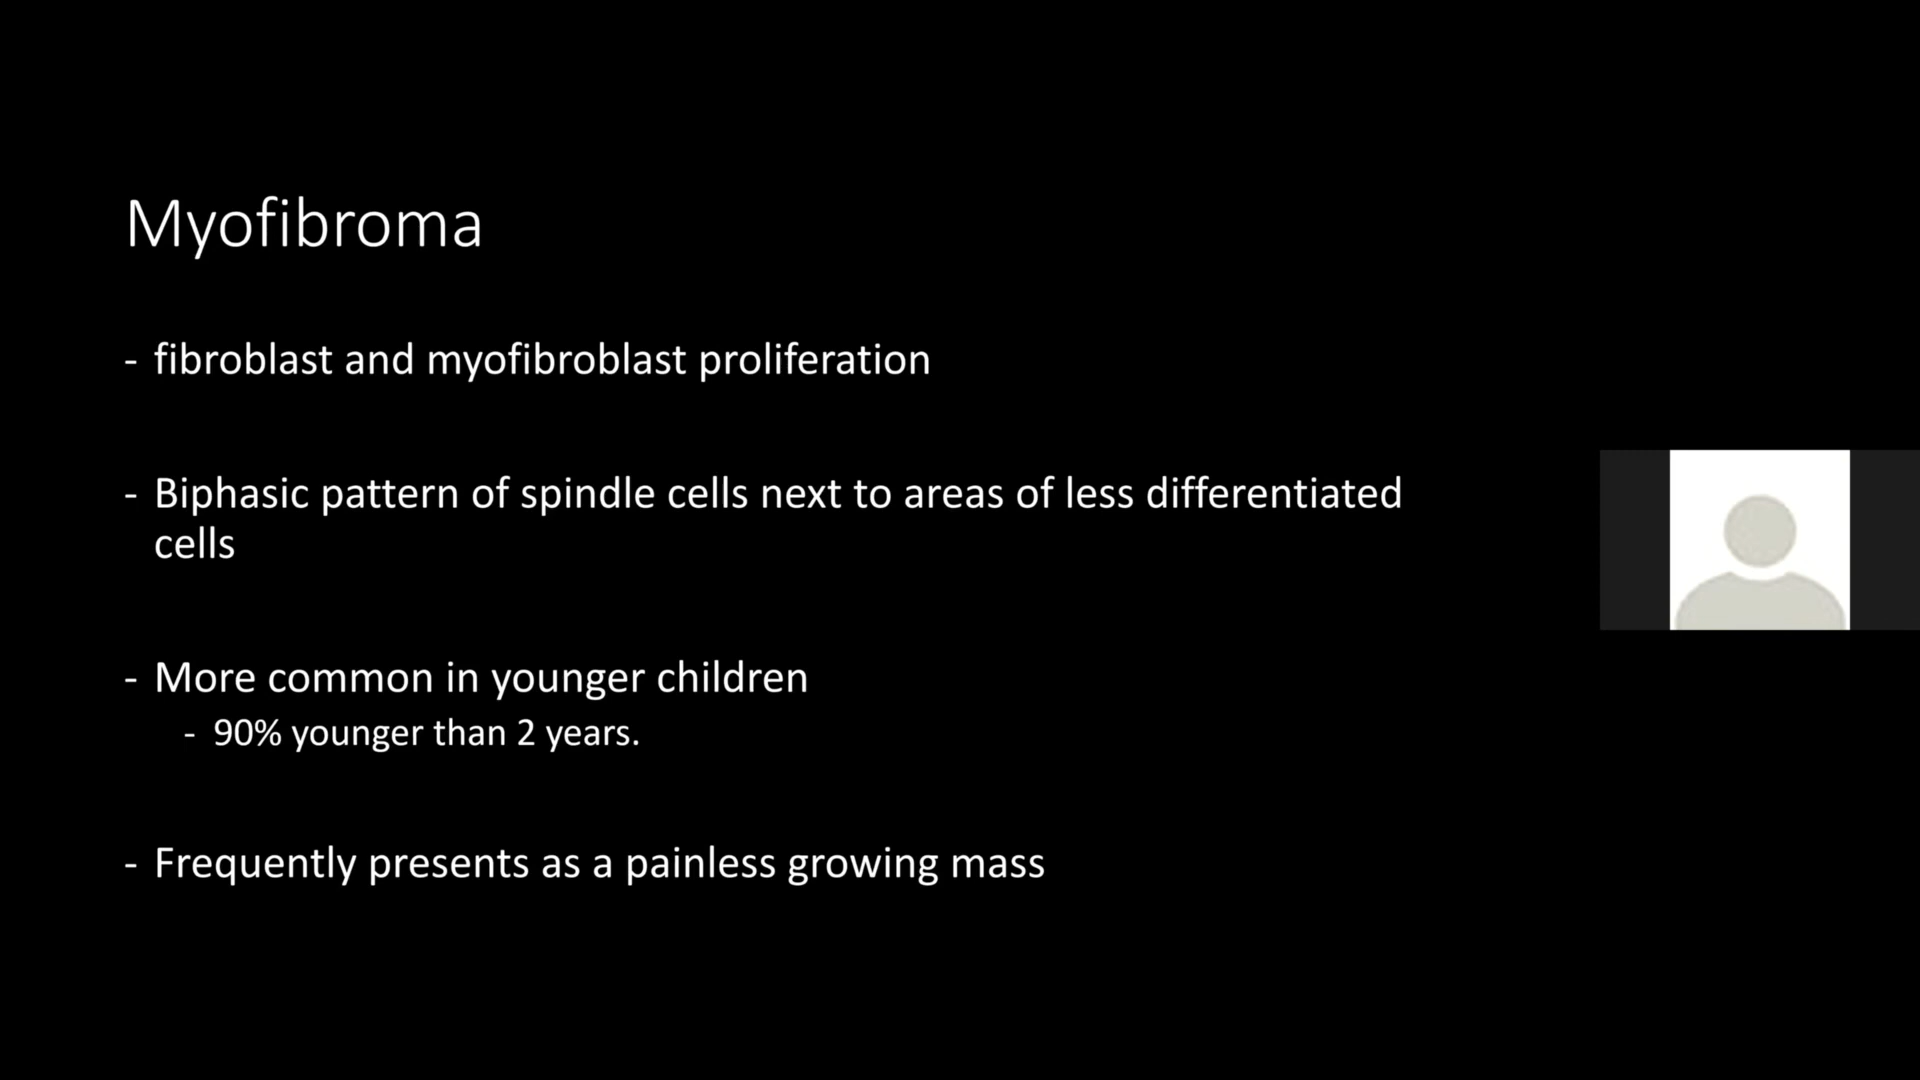 Myofibroma
- fibroblast and myofibroblast proliferation
- Biphasic pattern of spindle cells next to areas of less differentiated
cells
- More common in younger children
- 90% younger than 2 years.
- Frequently presents as a painless growing mass